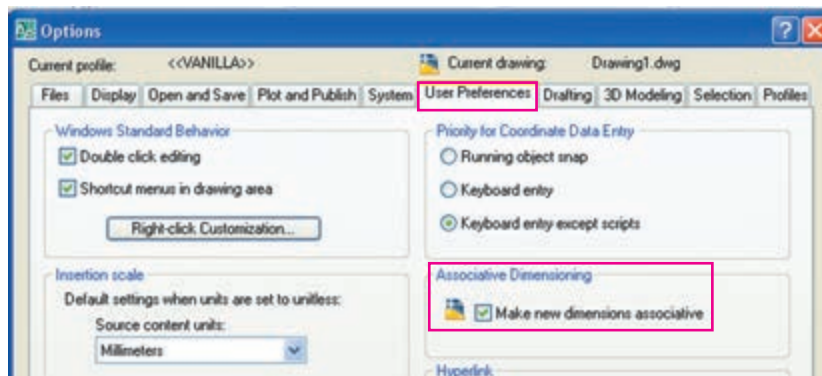 Options
Current profile: <<VANILLA>> Current drawing: Drawing1.dwg
Files Display Open and Save Plot and Publish System User Preferences Drafting 3D Modeling Selection Profiles
Windows Standard Behavior
Double click editing
Shortcut menus in drawing area
Right-click Customization...
Insertion scale
Default settings when units are set to unitless:
Source content units:
Millimeters
Priority for Coordinate Data Entry
Running object snap
Keyboard entry
Keyboard entry except scripts
Associative Dimensioning
Make new dimensions associative
Hyperlink